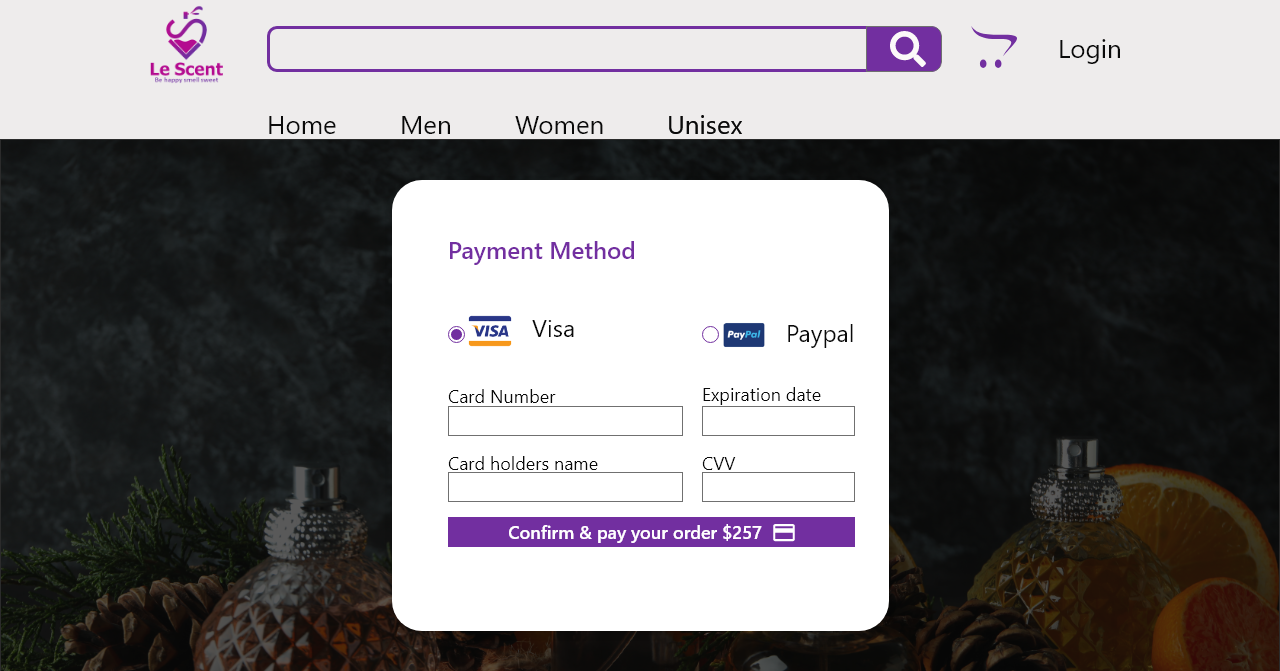 Le Scent
Be happy smell sweet
Login
Home Men Women Unisex
Payment Method
VISA Visa
PayPal Paypal
Card Number
Expiration date
Card holders name
CVV
Confirm & pay your order $257